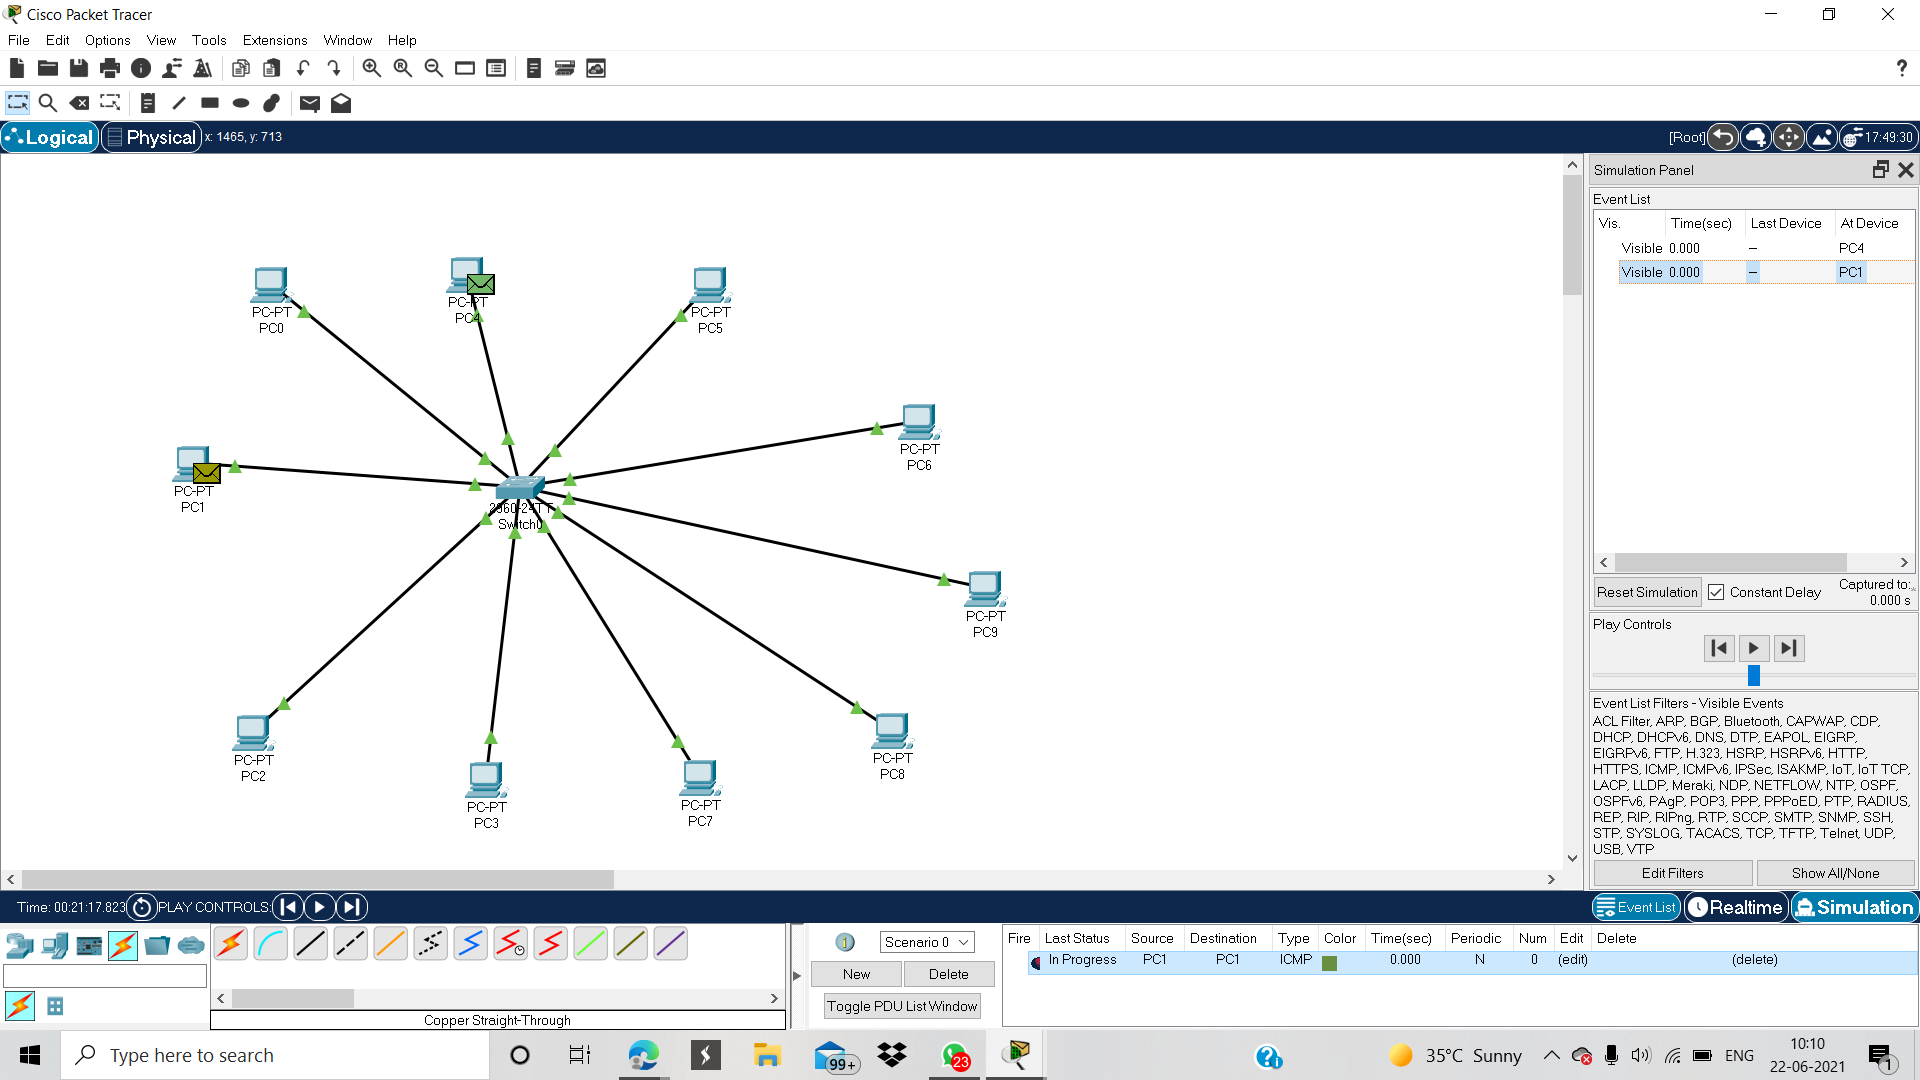 Cisco Packet Tracer
File Edit Options View Tools Extensions Window Help
?
Logical Physical x: 1465, y: 713 [Root] 17:49:30
Simulation Panel
Event List
Vis. Time(sec) Last Device At Device
Visible 0.000 -- PC4
Visible 0.000 -- PC1
PC-PT
PC0
PC-PT
PC4
PC-PT
PC5
PC-PT
PC6
PC-PT
PC1
2960-24TT
Switch0
PC-PT
PC9
PC-PT
PC2
PC-PT
PC3
PC-PT
PC7
PC-PT
PC8
Reset Simulation Constant Delay Captured to:
0.000 s
Play Controls
Event List Filters - Visible Events
ACL Filter, ARP, BGP, Bluetooth, CAPWAP, CDP,
DHCP, DHCPv6, DNS, DTP, EAPOL, EIGRP,
EIGRPv6, FTP, H.323, HSRP, HSRPv6, HTTP,
HTTPS, ICMP, ICMPv6, IPSec, ISAKMP, IoT, IoT TCP,
LACP, LLDP, Meraki, NDP, NETFLOW, NTP, OSPF,
OSPFv6, PAgP, POP3, PPP, PPPoED, PTP, RADIUS,
REP, RIP, RIPng, RTP, SCCP, SMTP, SNMP, SSH,
STP, SYSLOG, TACACS, TCP, TFTP, Telnet, UDP,
USB, VTP
Edit Filters Show All/None
Time: 00:21:17.823 PLAY CONTROLS: Event List Realtime Simulation
Scenario 0
New Delete
Toggle PDU List Window
Fire Last Status Source Destination Type Color Time(sec) Periodic Num Edit Delete
In Progress PC1 PC1 ICMP 0.000 N 0 (edit) (delete)
Copper Straight-Through
Type here to search
99+
23
35°C Sunny
ENG
10:10
22-06-2021
1